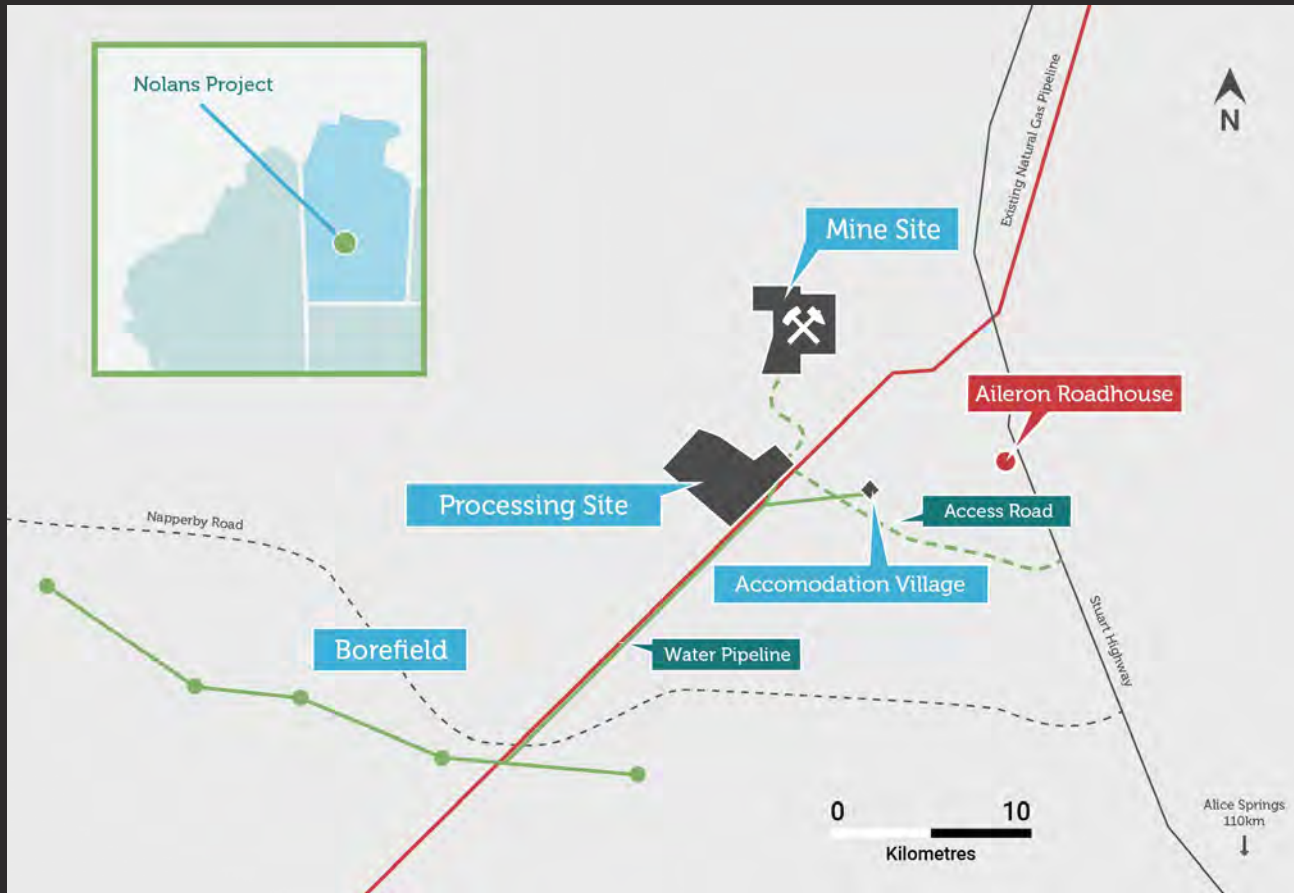 Nolans Project
Existing Natural Gas Pipeline
N
Mine Site
Aileron Roadhouse
Processing Site
Access Road
Napperby Road
Accomodation Village
Borefield
Water Pipeline
Stuart Highway
0 10
Kilometres
Alice Springs
110km